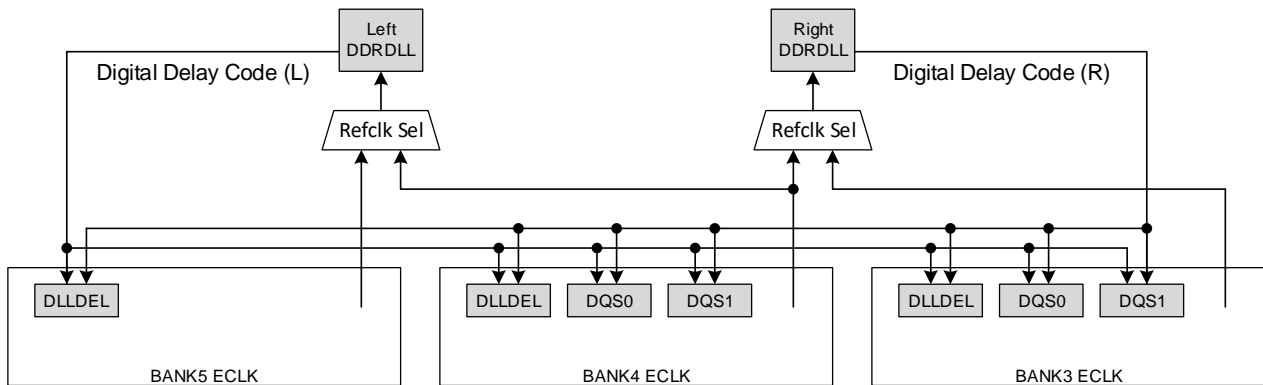 Left
DDRDLL
Right
DDRDLL
Digital Delay Code (L)
Digital Delay Code (R)
Refclk Sel
Refclk Sel
DLLDEL
DLLDEL
DQS0
DQS1
DLLDEL
DQS0
DQS1
BANK5 ECLK
BANK4 ECLK
BANK3 ECLK